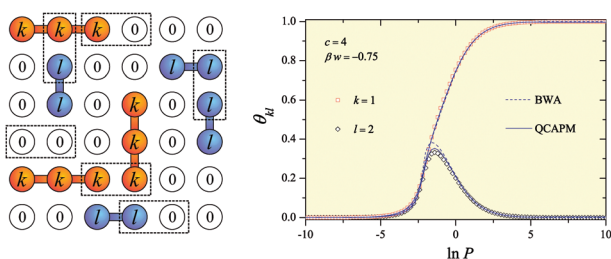 k k k 0 0 0
0 l 0 0 l l
0 l 0 k 0 l
0 0 0 k 0 l
k k k k 0 0
0 0 l l 0 0
1.0
0.8
0.6
0.4
0.2
0.0
θkl
c = 4
βw = −0.75
k = 1
l = 2
BWA
QCAPM
-10 -5 0 5 10
ln P